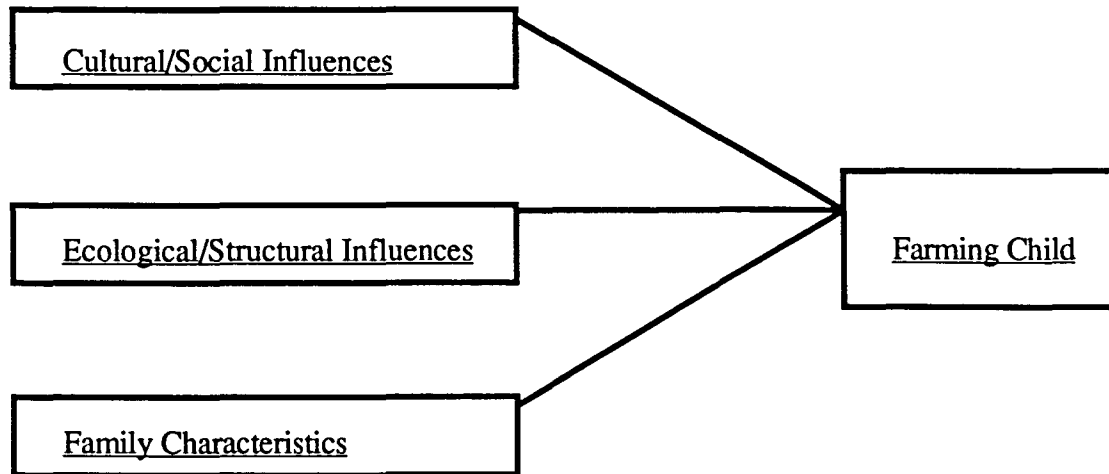 Cultural/Social Influences
Ecological/Structural Influences
Farming Child
Family Characteristics